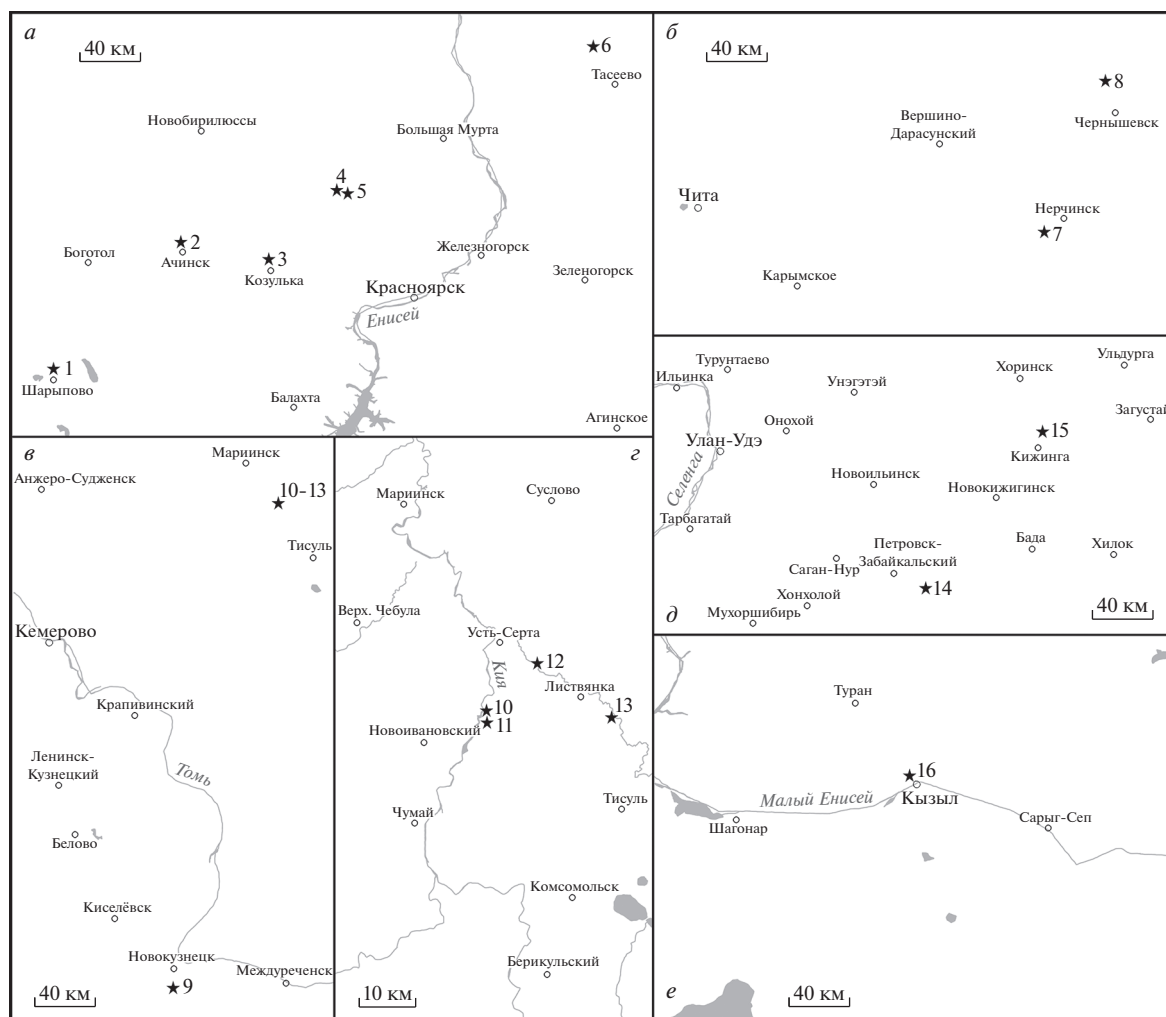 а
40 км
6
Тасеево
Новобирилюссы
Большая Мурта
4
5
2
Ачинск
Боготол
3
Козулька
Железногорск
Зеленогорск
Красноярск
Енисей
1
Шарыпово
Балахта
Агинское
б
40 км
8
Чернышевск
Вершино-
Дарасунский
Чита
Нерчинск
7
Карымское
в
Мариинск
Анжеро-Судженск
10–13
Тисуль
Кемерово
Крапивинский
Ленинск-
Кузнецкий
Томь
Белово
Киселёвск
Новокузнецк
9
Междуреченск
40 км
г
Мариинск
Суслово
Верх. Чебула
Усть-Серта
Кия
12
Листвянка
10
11
13
Новоивановский
Тисуль
Чумай
Комсомольск
Берикульский
10 км
Турунтаево
Ильинка
Унэгэтэй
Хоринск
Ульдурга
Загустай
Онохой
Улан-Удэ
15
Кижинга
Селенга
Новоильинск
Новокижигинск
Тарбагатай
Петровск-
Забайкальский
Бада
Хилок
Саган-Нур
14
Хонхолой
Мухоршибирь
д
40 км
Туран
16
Кызыл
Малый Енисей
Шагонар
Сарыг-Сеп
е
40 км